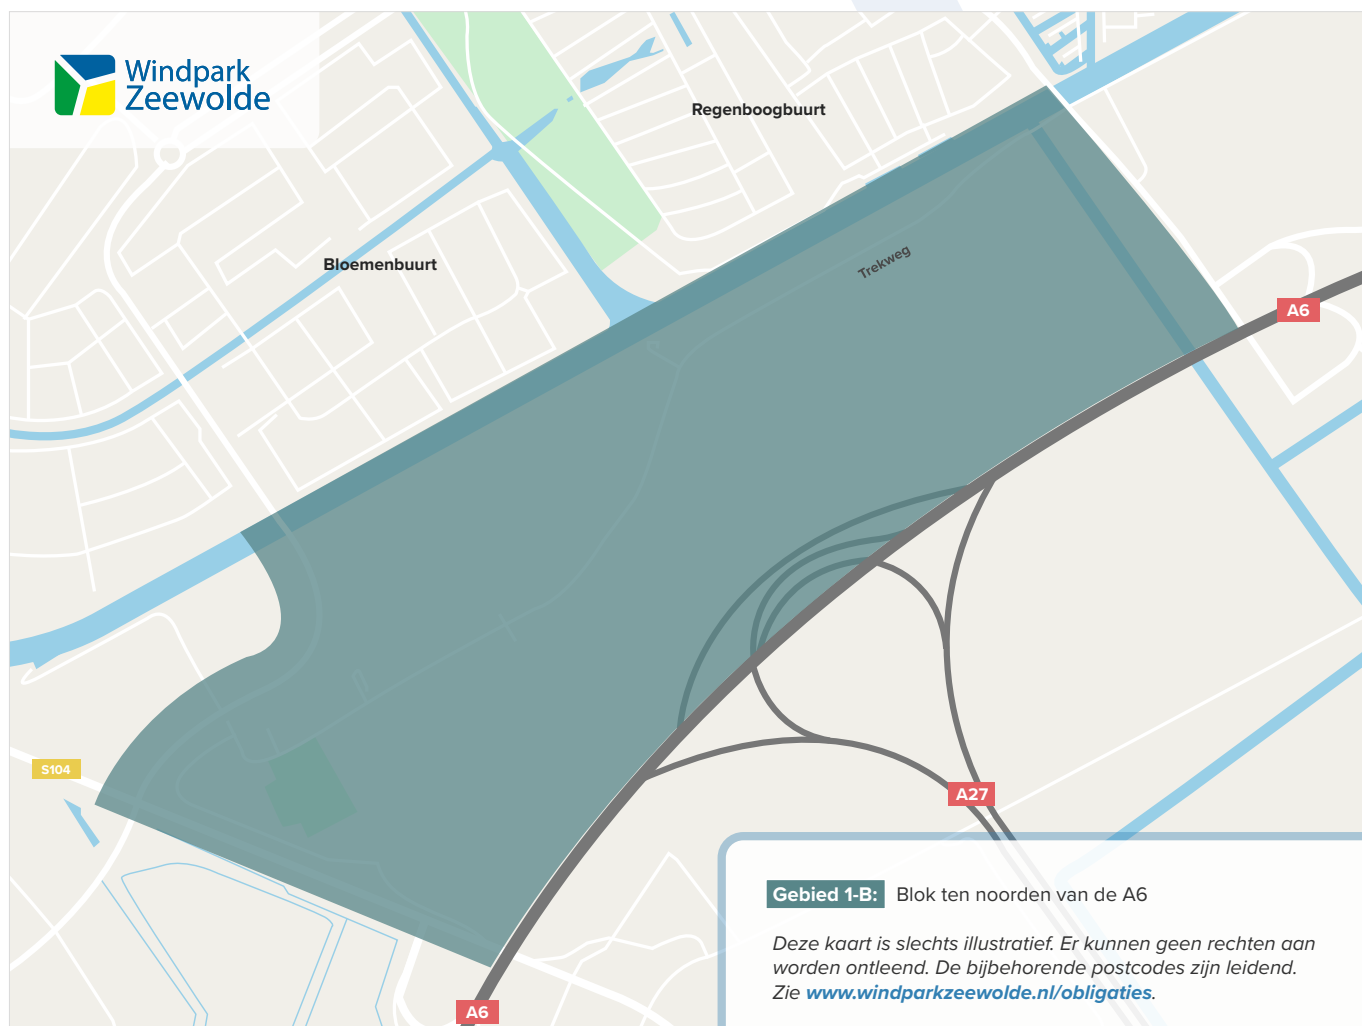 Windpark
Zeewolde
Regenboogbuurt
Bloemenbuurt
Trekweg
A6
S104
A27
A6
Gebied 1-B: Blok ten noorden van de A6
Deze kaart is slechts illustratief. Er kunnen geen rechten aan
worden ontleend. De bijbehorende postcodes zijn leidend.
Zie www.windparkzeewolde.nl/obligaties.